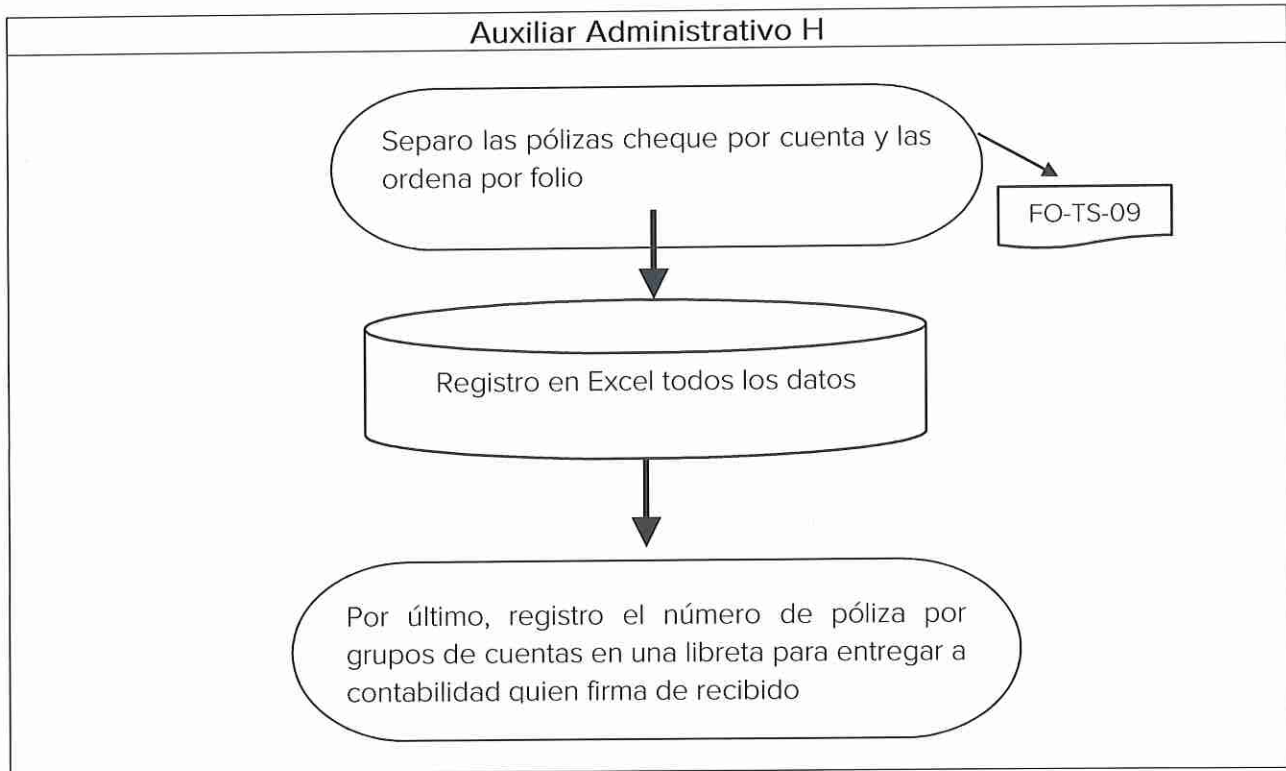 Auxiliar Administrativo H
Separo las pólizas cheque por cuenta y las
ordena por folio
FO-TS-09
Registro en Excel todos los datos
Por último, registro el número de póliza por
grupos de cuentas en una libreta para entregar a
contabilidad quien firma de recibido